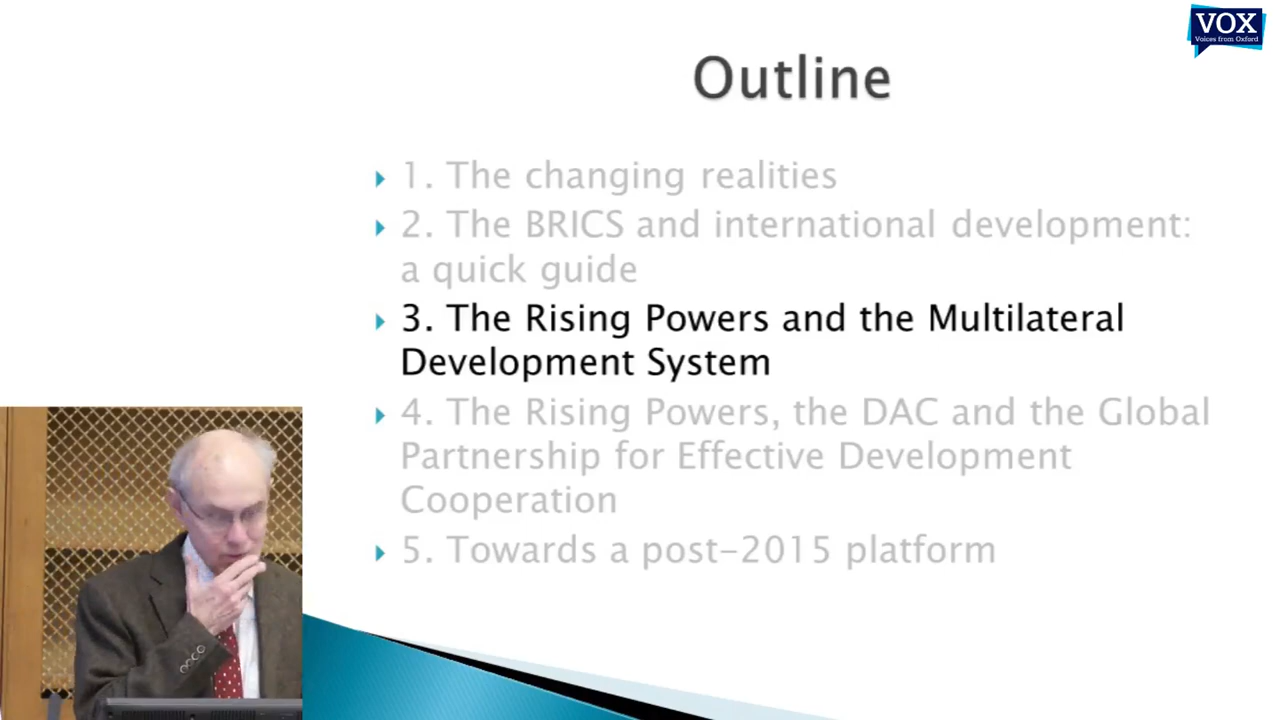 VOX
Voices from Oxford
Outline
1. The changing realities
2. The BRICS and international development:
a quick guide
3. The Rising Powers and the Multilateral
Development System
4. The Rising Powers, the DAC and the Global
Partnership for Effective Development
Cooperation
5. Towards a post-2015 platform